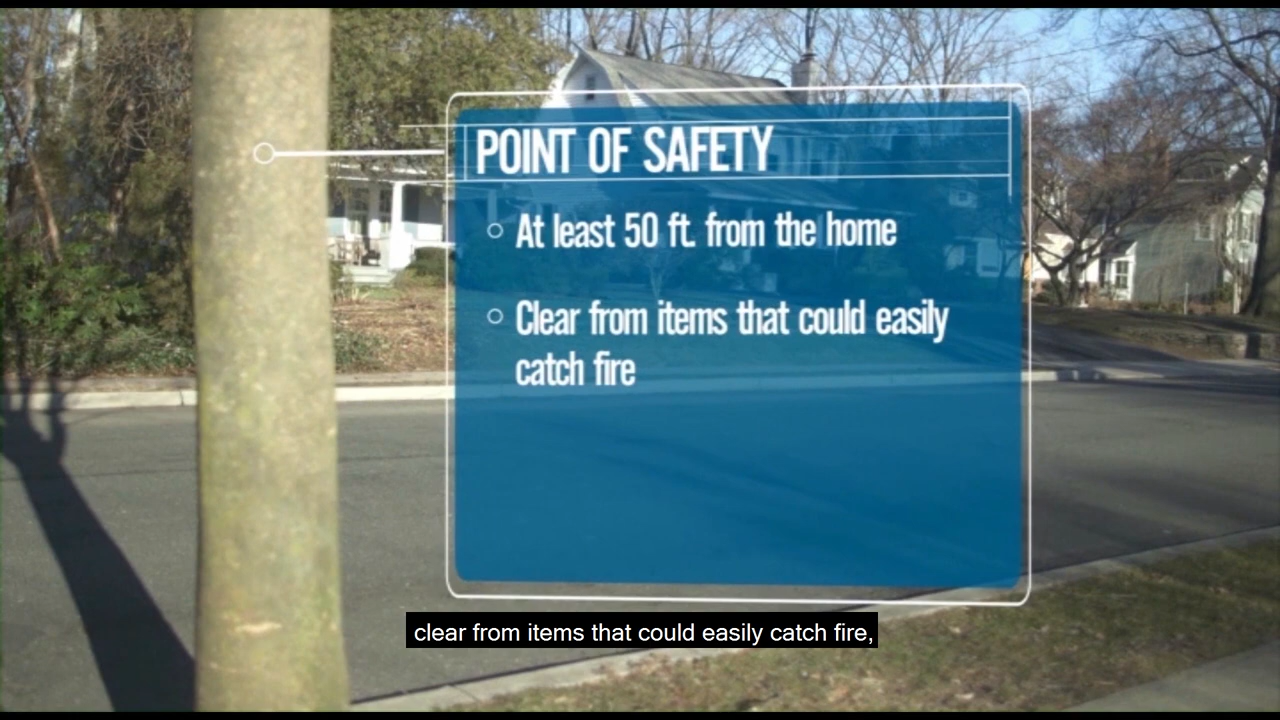 POINT OF SAFETY
At least 50 ft. from the home
Clear from items that could easily
catch fire
clear from items that could easily catch fire,